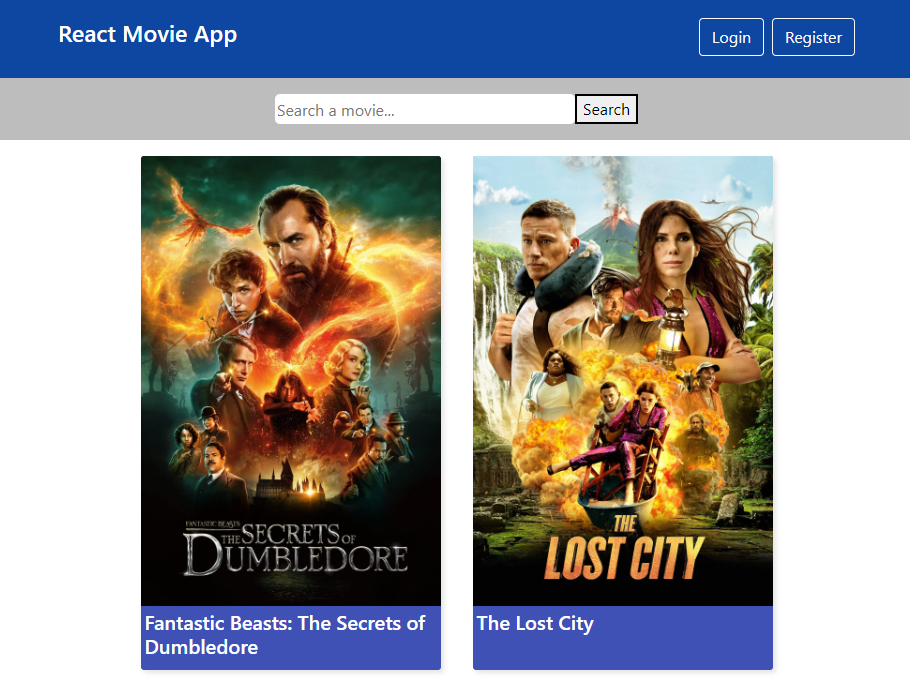 React Movie App
Login
Register
Search a movie...
Search
FANTASTIC BEASTS
THE SECRETS OF
DUMBLEDORE
THE
LOST CITY
Fantastic Beasts: The Secrets of
Dumbledore
The Lost City